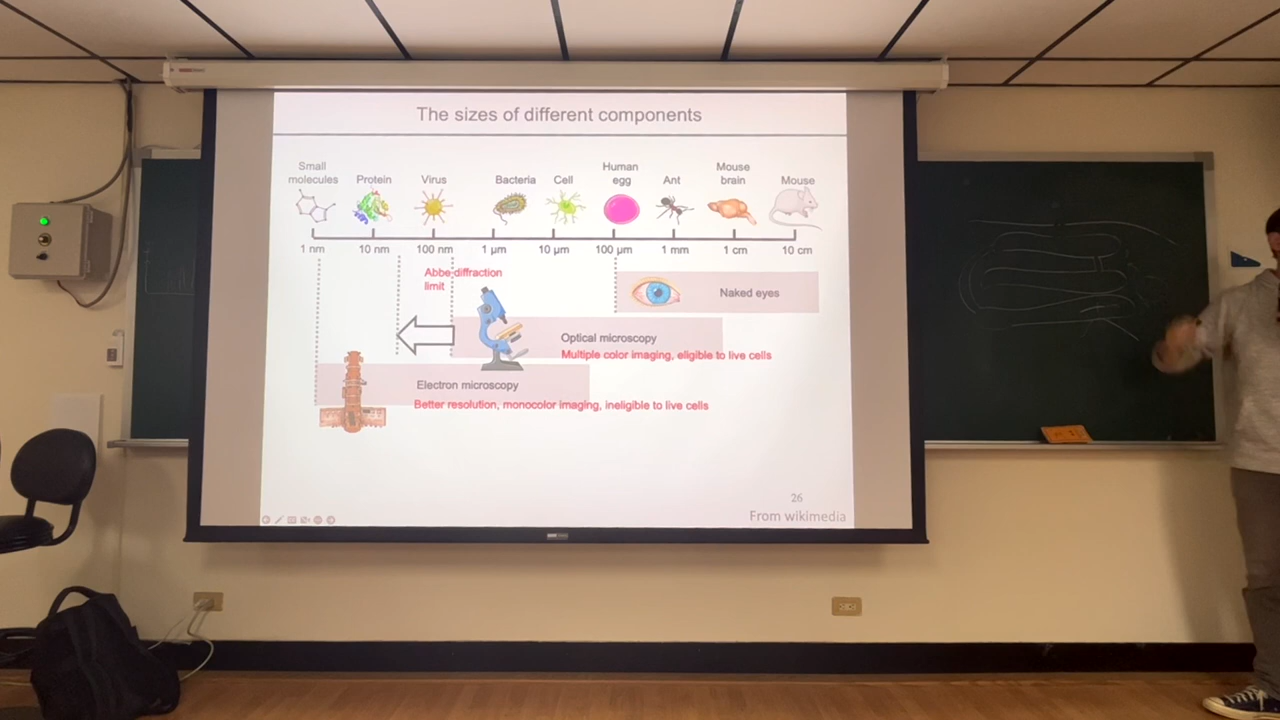 The sizes of different components
Small
molecules
Protein
Virus
Bacteria
Cell
Human
egg
Ant
Mouse
brain
Mouse
1 nm
10 nm
100 nm
1 µm
10 µm
100 µm
1 mm
1 cm
10 cm
Abbe diffraction
limit
Naked eyes
Optical microscopy
Multiple color imaging, eligible to live cells
Electron microscopy
Better resolution, monocolor imaging, ineligible to live cells
26
From wikimedia